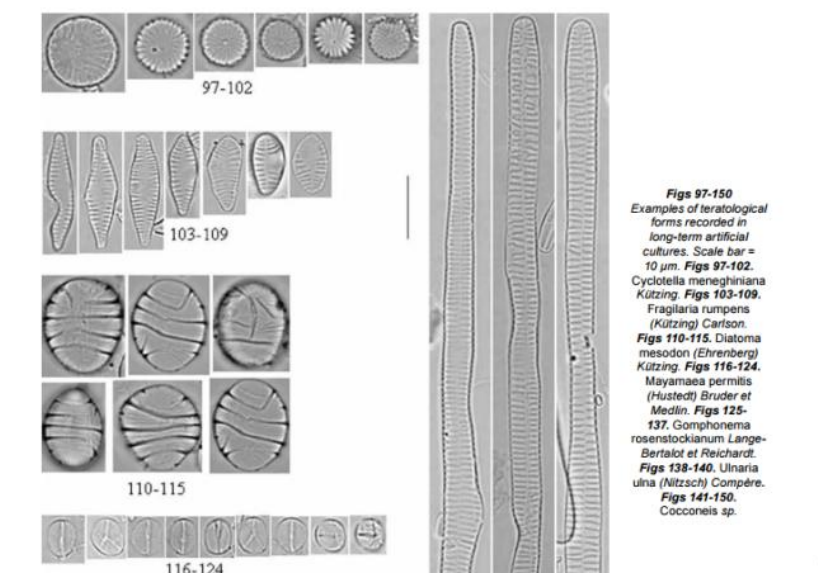 97-102
103-109
110-115
116-124
Figs 97-150
Examples of teratological
forms recorded in
long-term artificial
cultures. Scale bar =
10 µm. Figs 97-102.
Cyclotella meneghiniana
Kützing. Figs 103-109.
Fragilaria rumpens
(Kützing) Carlson.
Figs 110-115. Diatoma
mesodon (Ehrenberg)
Kützing. Figs 116-124.
Mayamaea permitis
(Hustedt) Bruder et
Medlin. Figs 125-
137. Gomphonema
rosenstockianum Lange-
Bertalot et Reichardt.
Figs 138-140. Ulnaria
ulna (Nitzsch) Compère.
Figs 141-150.
Cocconeis sp.